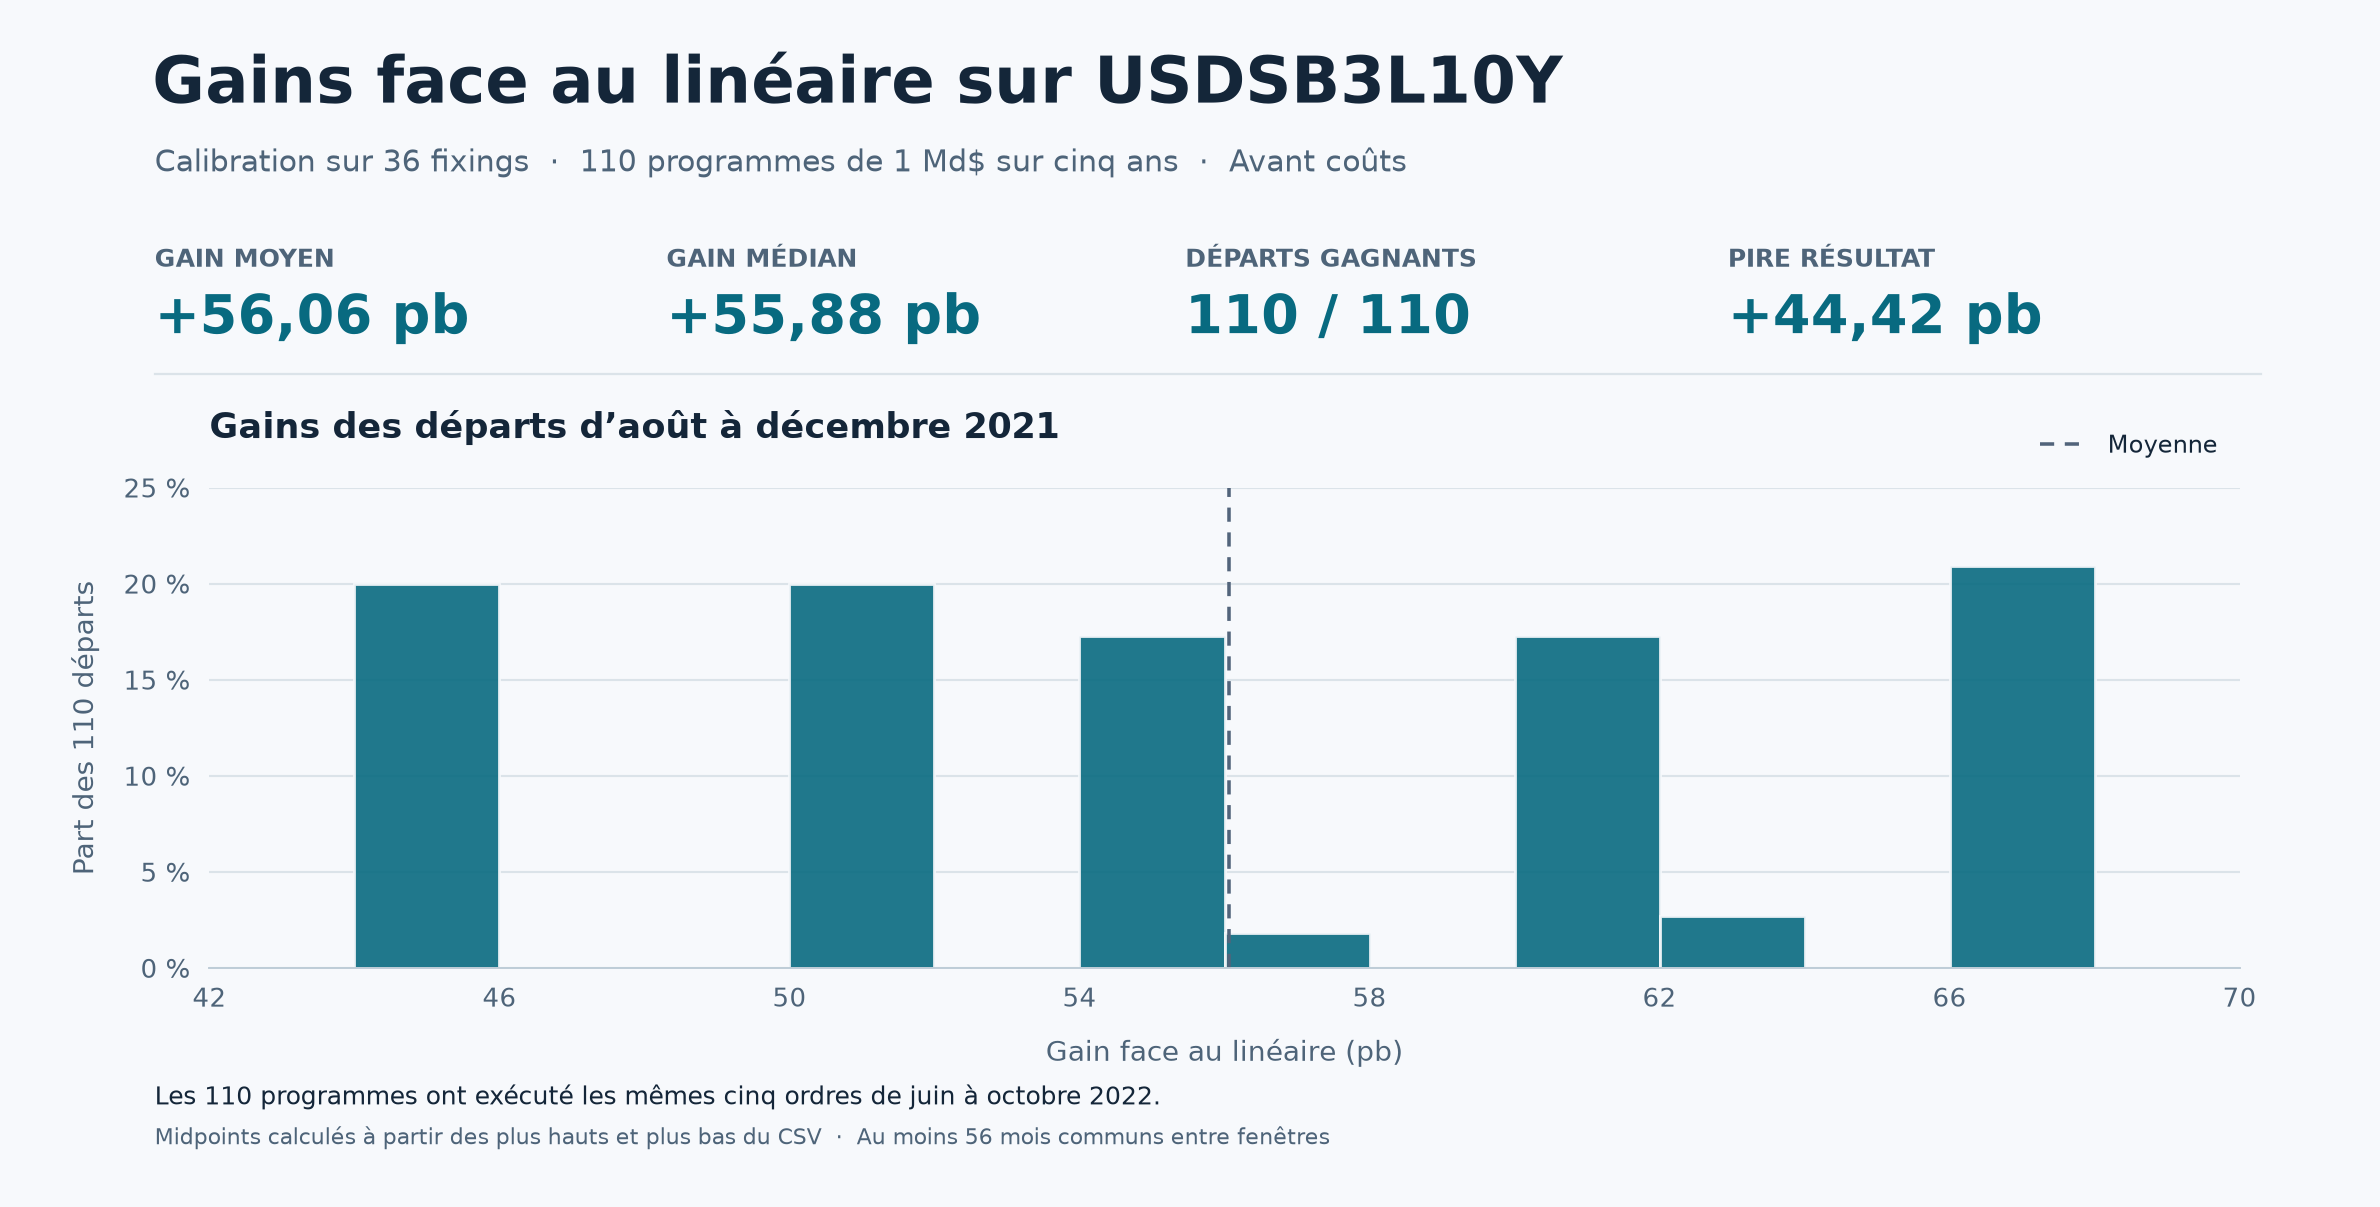 Gains face au linéaire sur USDSB3L10Y
Calibration sur 36 fixings · 110 programmes de 1 Md$ sur cinq ans · Avant coûts
GAIN MOYEN
+56,06 pb
GAIN MÉDIAN
+55,88 pb
DÉPARTS GAGNANTS
110 / 110
PIRE RÉSULTAT
+44,42 pb
Gains des départs d’août à décembre 2021
Moyenne
Part des 110 départs
25 %
20 %
15 %
10 %
5 %
0 %
42 46 50 54 58 62 66 70
Gain face au linéaire (pb)
Les 110 programmes ont exécuté les mêmes cinq ordres de juin à octobre 2022.
Midpoints calculés à partir des plus hauts et plus bas du CSV · Au moins 56 mois communs entre fenêtres